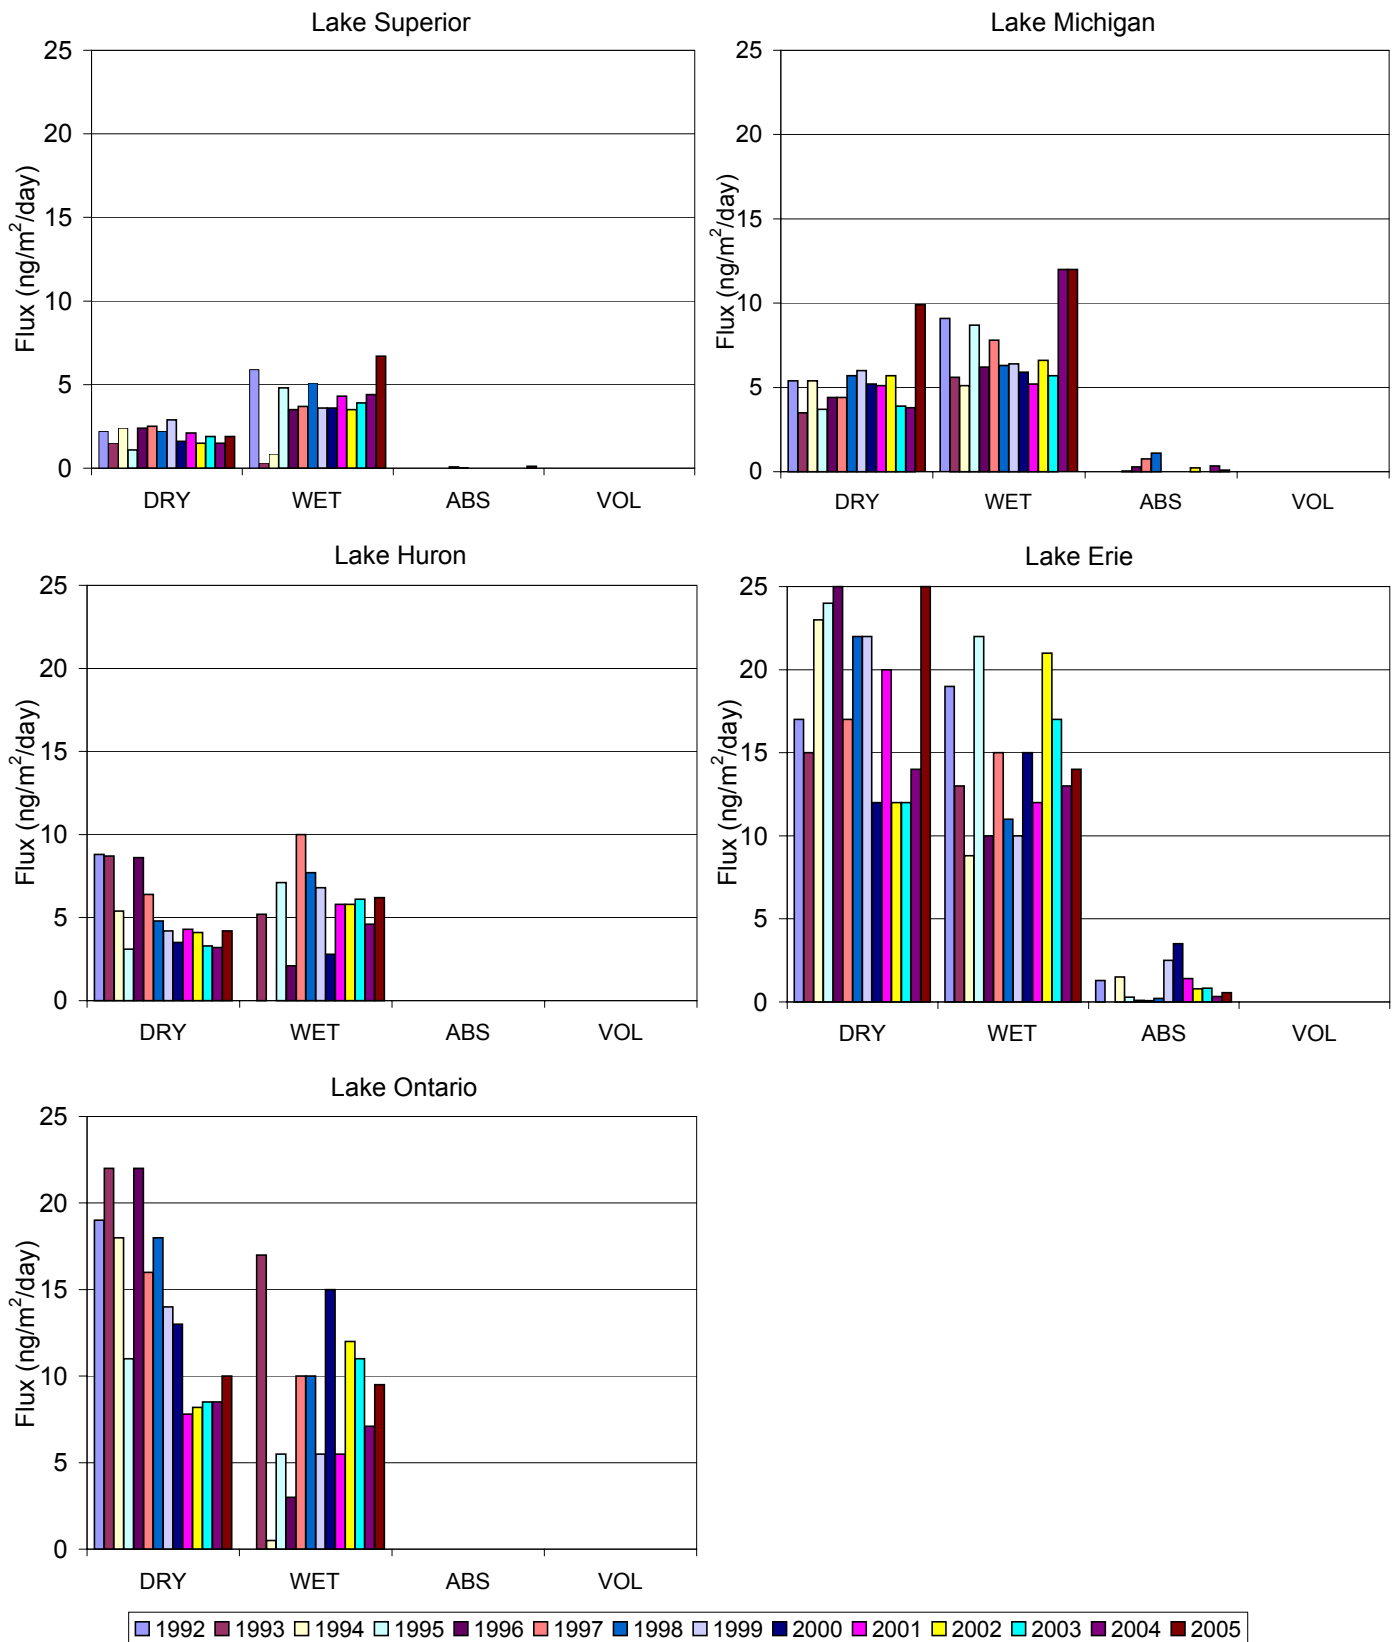 Lake Superior
25
20
15
10
5
0
Flux (ng/m²/day)
DRY WET ABS VOL
Lake Michigan
25
20
15
10
5
0
Flux (ng/m²/day)
DRY WET ABS VOL
Lake Huron
25
20
15
10
5
0
Flux (ng/m²/day)
DRY WET ABS VOL
Lake Erie
25
20
15
10
5
0
Flux (ng/m²/day)
DRY WET ABS VOL
Lake Ontario
25
20
15
10
5
0
Flux (ng/m²/day)
DRY WET ABS VOL
1992 1993 1994 1995 1996 1997 1998 1999 2000 2001 2002 2003 2004 2005